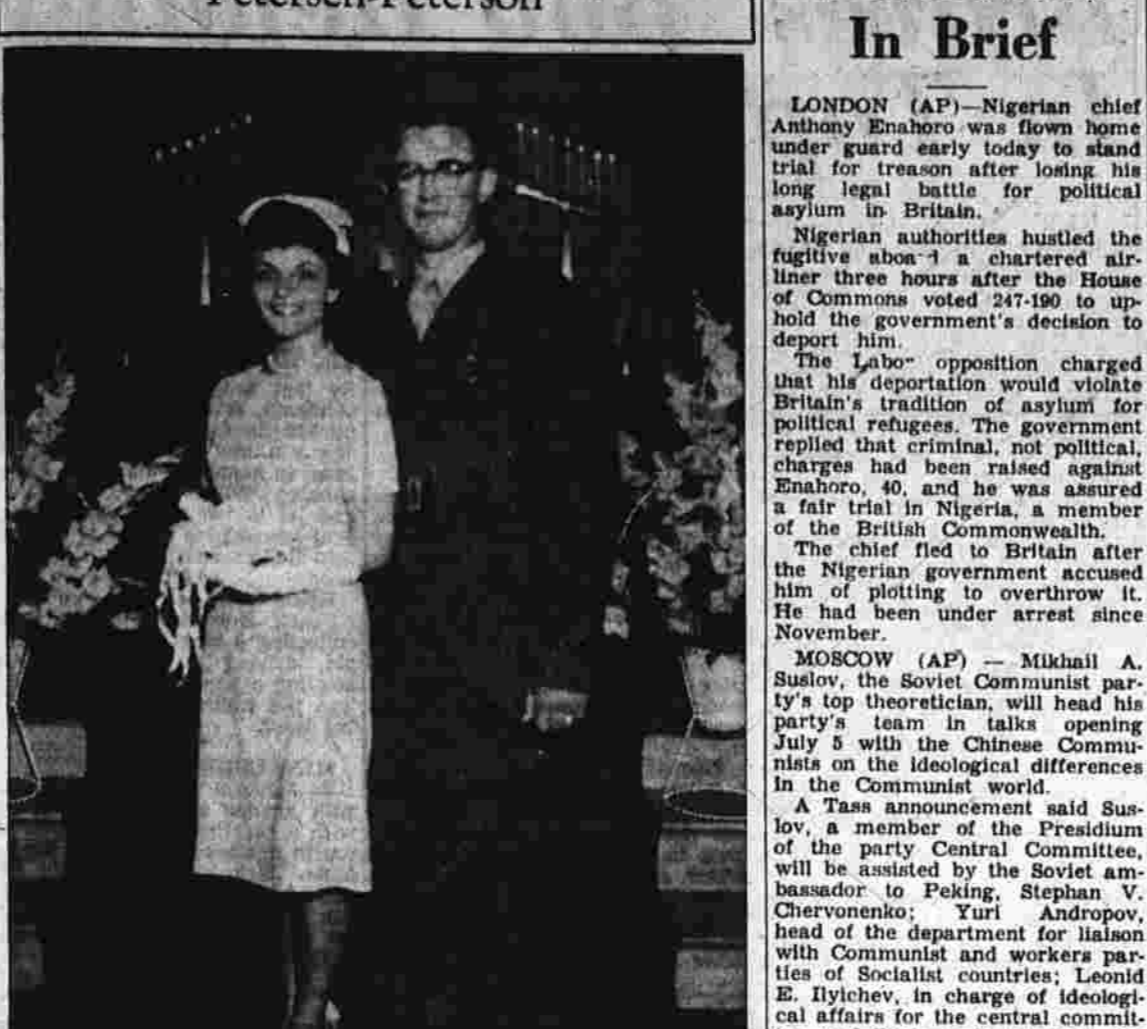 Petersen-Peterson
In Brief
LONDON (AP)—Nigerian chief
Anthony Enahoro was flown home
under guard early today to stand
trial for treason after losing his
long legal battle for political
asylum in Britain.
Nigerian authorities hustled the
fugitive aboard a chartered air-
liner three hours after the House
of Commons voted 247-190 to up-
hold the government's decision to
deport him.
The Labor opposition charged
that his deportation would violate
Britain's tradition of asylum for
political refugees. The government
replied that criminal, not political,
charges had been raised against
Enahoro, 40, and he was assured
a fair trial in Nigeria, a member
of the British Commonwealth.
The chief fled to Britain after
the Nigerian government accused
him of plotting to overthrow it.
He had been under arrest since
November.
MOSCOW (AP) — Mikhail A.
Suslov, the Soviet Communist par-
ty's top theoretician, will head his
party's team in talks opening
July 5 with the Chinese Commu-
nists on the ideological differences
in the Communist world.
A Tass announcement said Sus-
lov, a member of the Presidium
of the party Central Committee,
will be assisted by the Soviet am-
bassador to Peking, Stephan V.
Chervonenko; Yuri Andropov,
head of the department for liaison
with Communist and workers par-
ties of Socialist countries; Leonid
E. Ilyichev, in charge of ideologi-
cal affairs for the central commit-